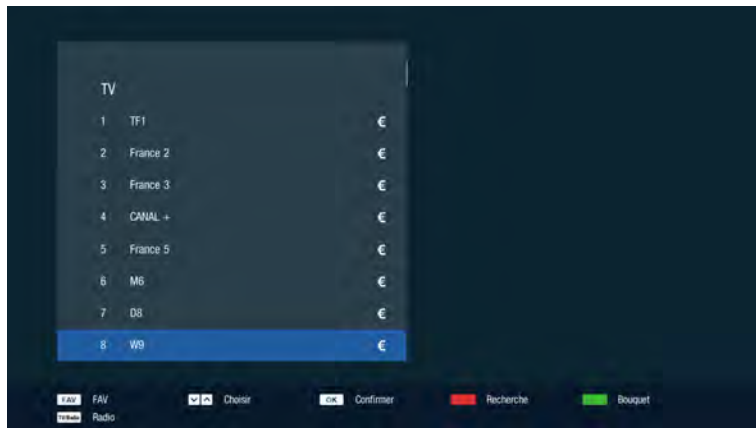 TV
1 TF1 €
2 France 2 €
3 France 3 €
4 CANAL + €
5 France 5 €
6 M6 €
7 D8 €
8 W9 €
FAV FAV Choisir OK Confirmer Recherche Bouquet
TV/Radio Radio